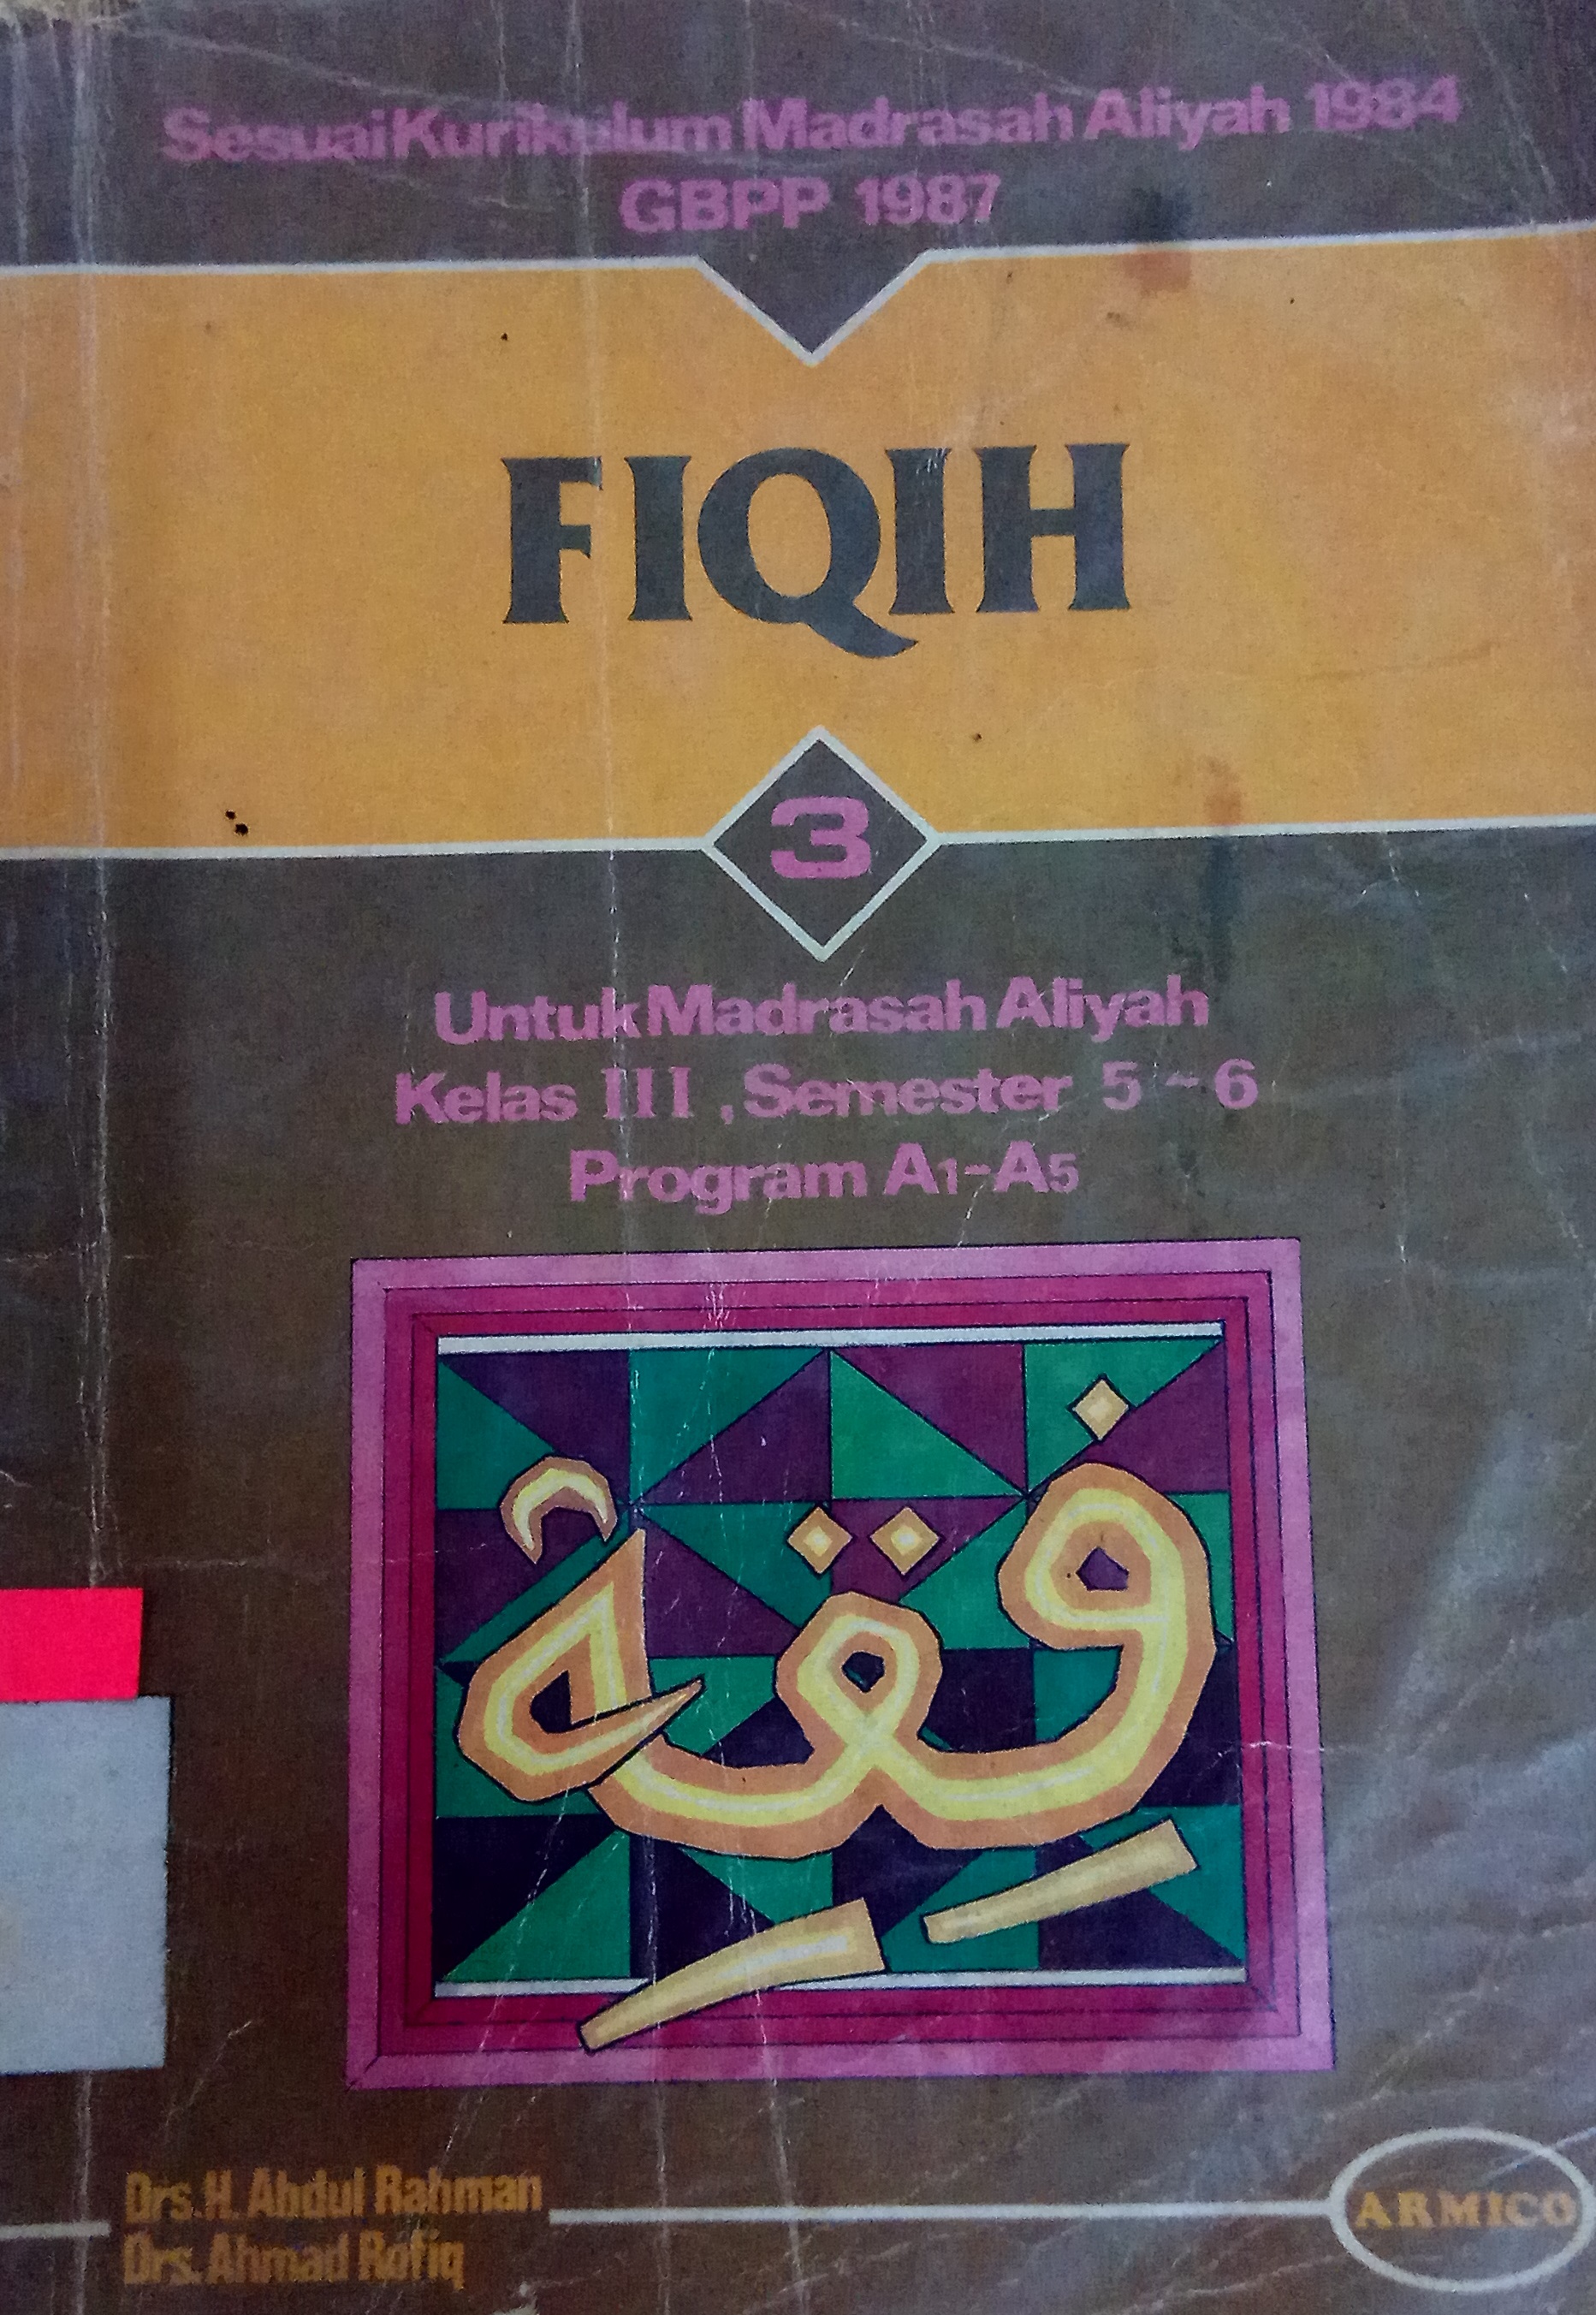 Sesuai Kurikulum Madrasah Aliyah 1984
GBPP 1987
FIQIH
3
Untuk Madrasah Aliyah
Kelas III , Semester 5 - 6
Program A1-A5
فقه
Drs. H. Abdul Rahman
Drs. Ahmad Rofiq
ARMICO